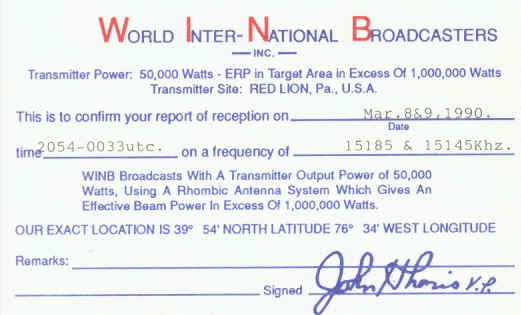 WORLD INTER-NATIONAL BROADCASTERS
INC.
Transmitter Power: 50,000 Watts - ERP in Target Area in Excess Of 1,000,000 Watts
Transmitter Site: RED LION, Pa., U.S.A.
This is to confirm your report of reception on Mar.8&9,1990.
Date
time 2054-0033utc. on a frequency of 15185 & 15145Khz.
WINB Broadcasts With A Transmitter Output Power of 50,000
Watts, Using A Rhombic Antenna System Which Gives An
Effective Beam Power In Excess Of 1,000,000 Watts.
OUR EXACT LOCATION IS 39° 54' NORTH LATITUDE 76° 34' WEST LONGITUDE
Remarks:
Signed John H. V.P.